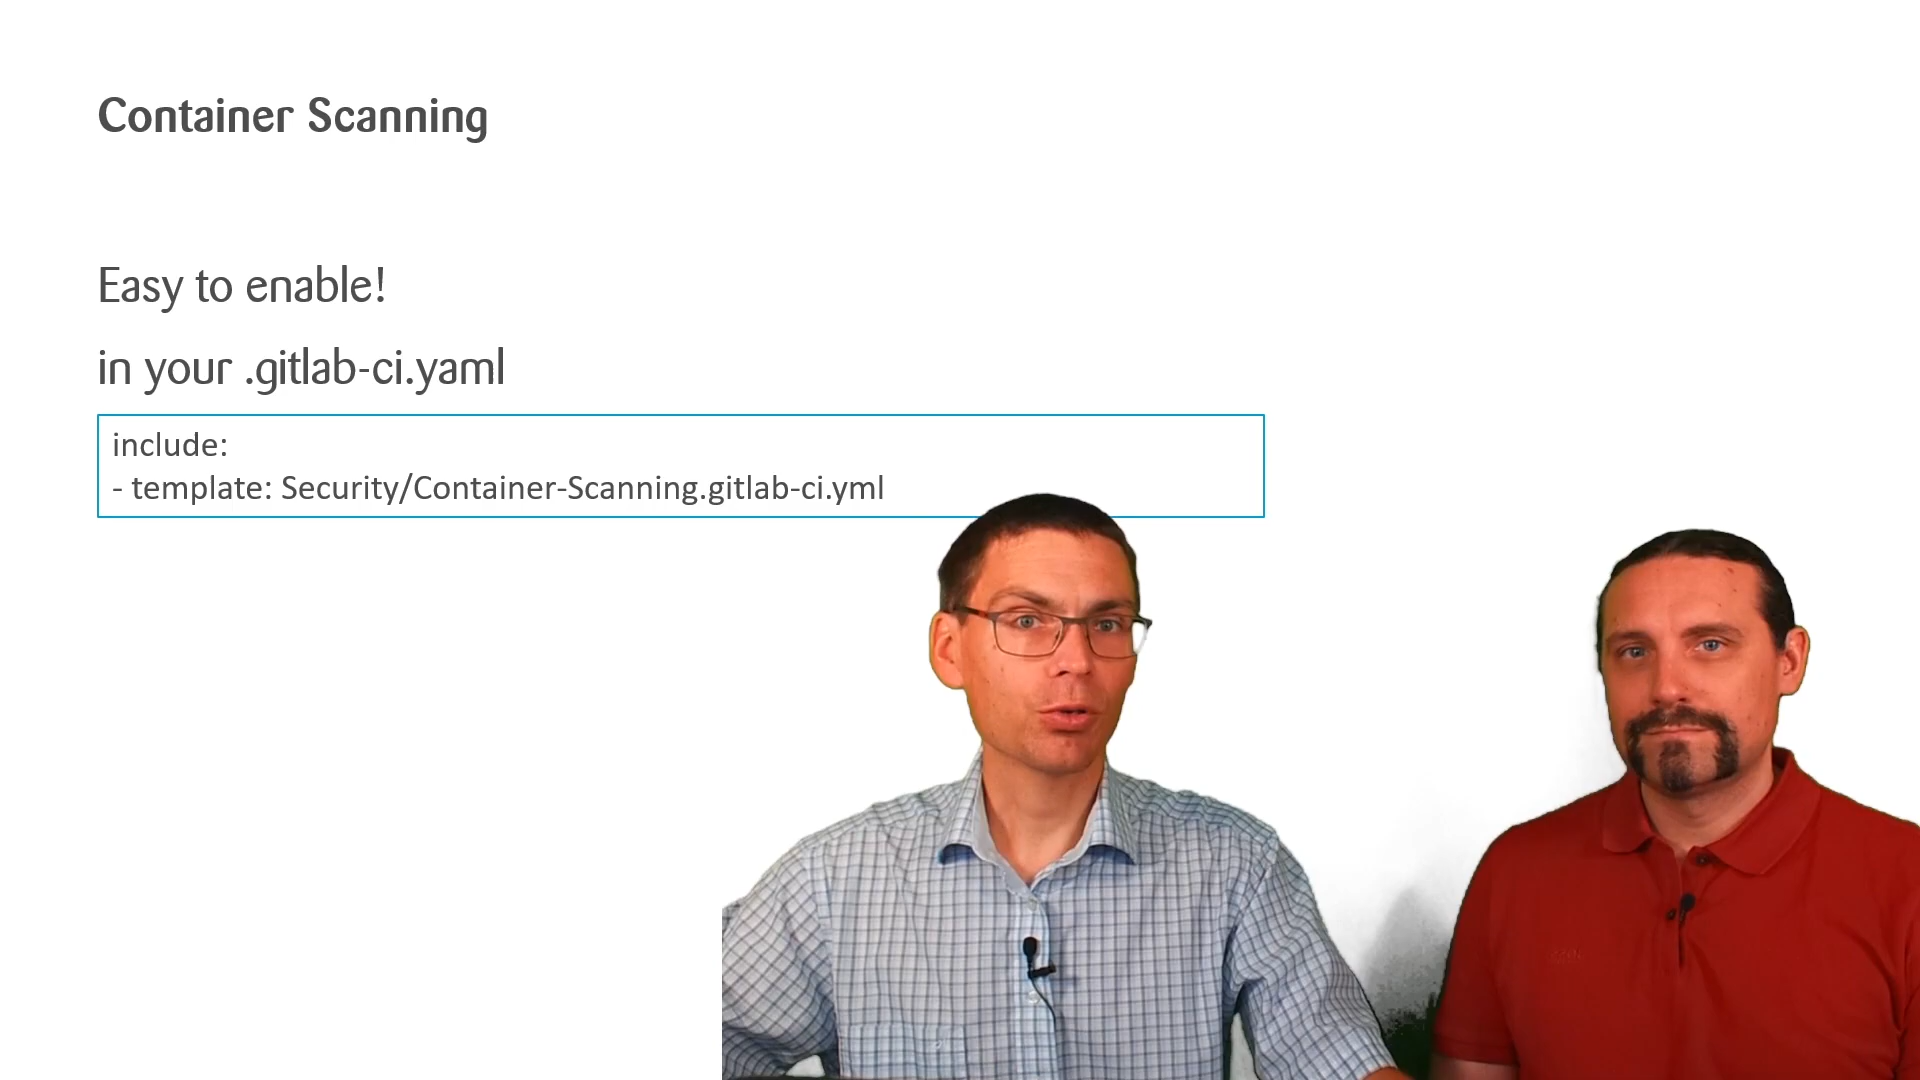 Container Scanning
Easy to enable!
in your .gitlab-ci.yaml
include:
- template: Security/Container-Scanning.gitlab-ci.yml